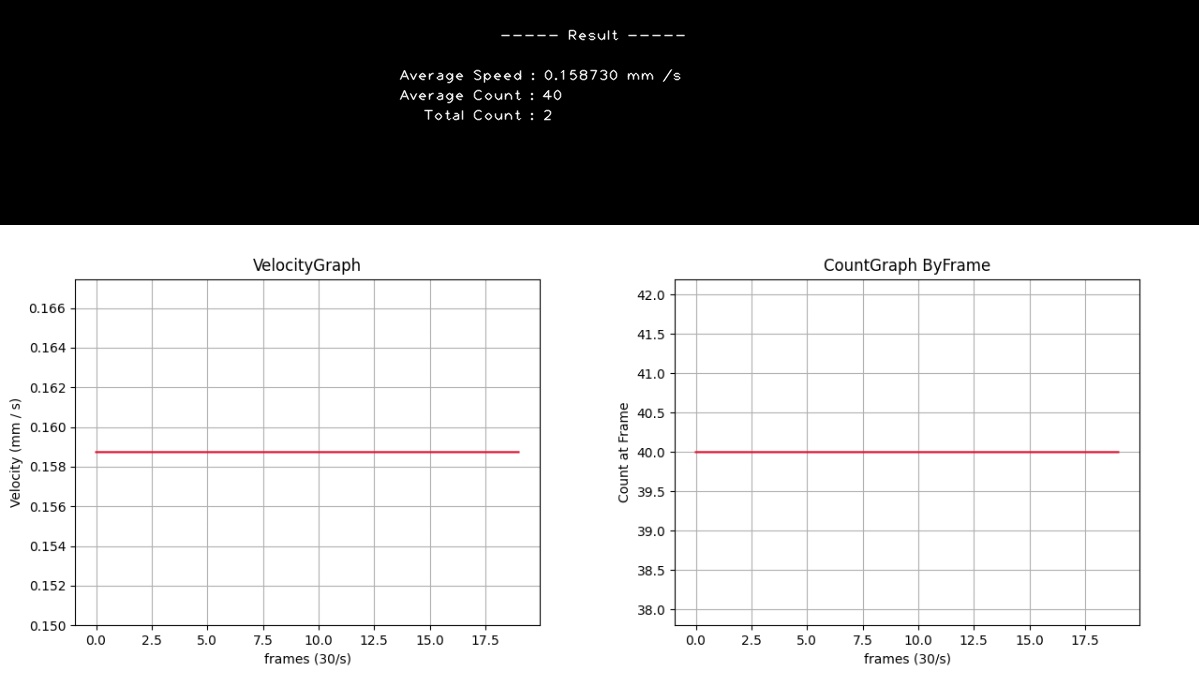 ----- Result -----
Average Speed : 0.158730 mm /s
Average Count : 40
Total Count : 2
VelocityGraph
0.166
0.164
0.162
0.160
0.158
0.156
0.154
0.152
0.150
Velocity (mm / s)
0.0 2.5 5.0 7.5 10.0 12.5 15.0 17.5
frames (30/s)
CountGraph ByFrame
42.0
41.5
41.0
40.5
40.0
39.5
39.0
38.5
38.0
Count at Frame
0.0 2.5 5.0 7.5 10.0 12.5 15.0 17.5
frames (30/s)